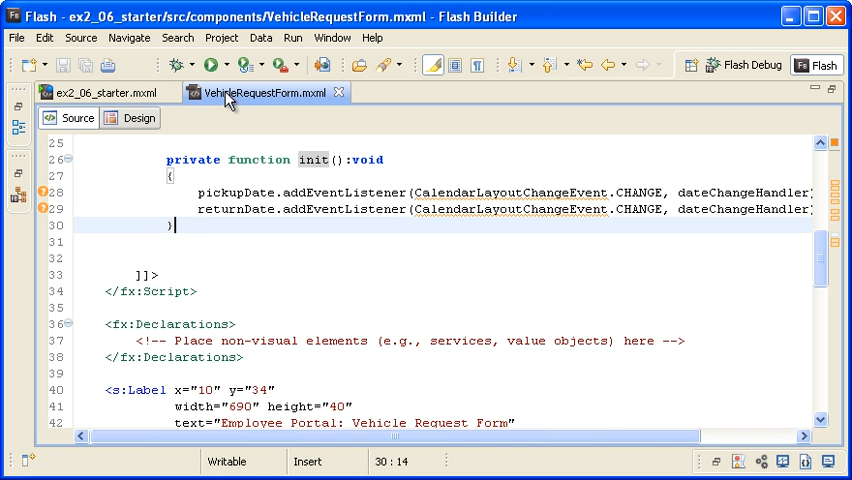 Flash - ex2_06_starter/src/components/VehicleRequestForm.mxml - Flash Builder
File Edit Source Navigate Search Project Data Run Window Help
Flash Debug Flash
ex2_06_starter.mxml VehicleRequestForm.mxml
Source Design
25
26 private function init():void
27 {
28 pickupDate.addEventListener(CalendarLayoutChangeEvent.CHANGE, dateChangeHandler)
29 returnDate.addEventListener(CalendarLayoutChangeEvent.CHANGE, dateChangeHandler)
30 }
31
32
33 ]]>
34 </fx:Script>
35
36 <fx:Declarations>
37 <!-- Place non-visual elements (e.g., services, value objects) here -->
38 </fx:Declarations>
39
40 <s:Label x="10" y="34"
41 width="690" height="40"
42 text="Employee Portal: Vehicle Request Form"
Writable Insert 30 : 14